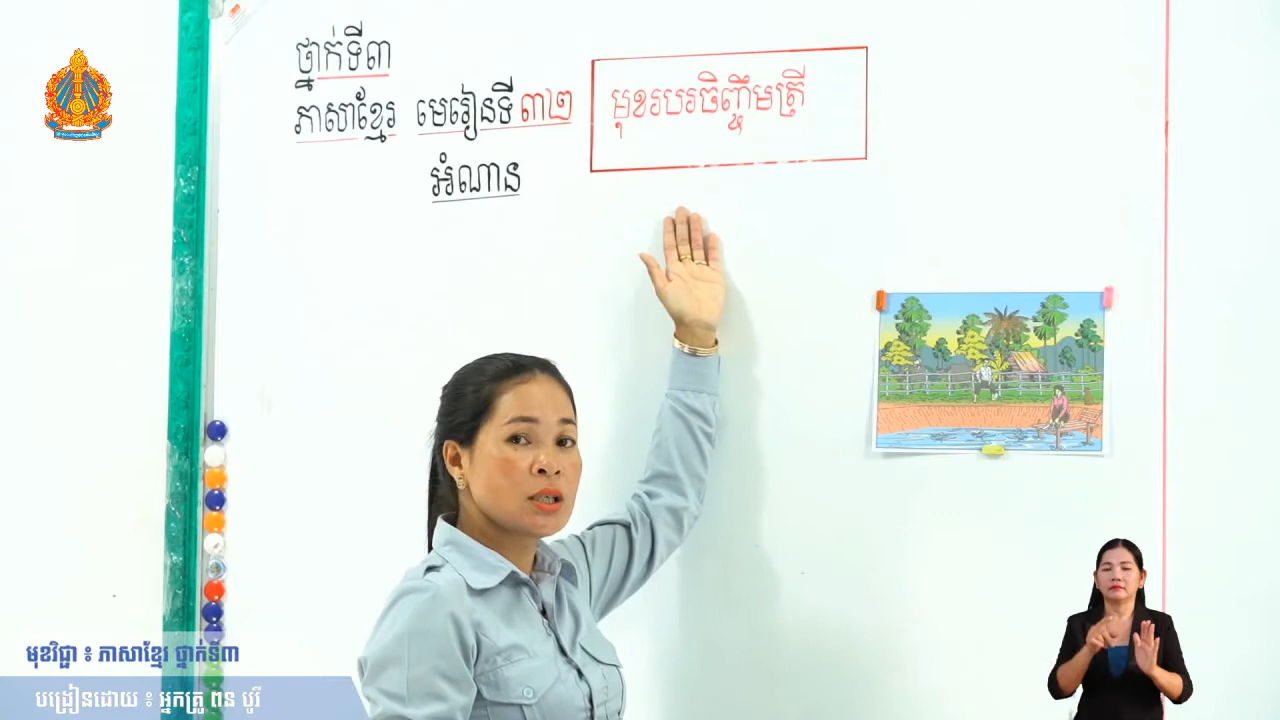 ថ្នាក់ទី៣
ភាសាខ្មែរ មេរៀនទី ៣២
មុខរបរចិញ្ចឹមត្រី
អំណាន
មុខវិជ្ជា ៖ ភាសាខ្មែរ ថ្នាក់ទី៣
បង្រៀនដោយ ៖ អ្នកគ្រូ ពន បូរី